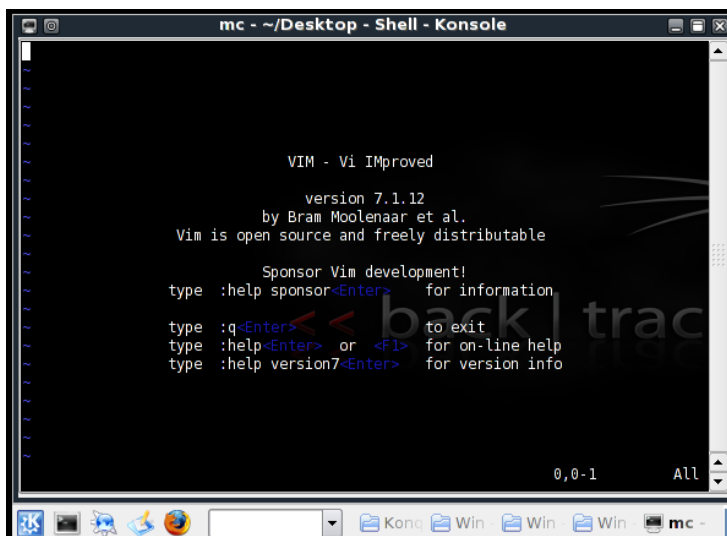 mc - ~/Desktop - Shell - Konsole
~
~
~
~
~
~ VIM - Vi IMproved
~
~ version 7.1.12
~ by Bram Moolenaar et al.
~ Vim is open source and freely distributable
~
~ Sponsor Vim development!
~ type :help sponsor<Enter> for information
~
~ type :q<Enter> to exit
~ type :help<Enter> or <F1> for on-line help
~ type :help version7<Enter> for version info
~
~
~
~
~
0,0-1 All
<< back | trac
Konq Win - Win - Win - mc -